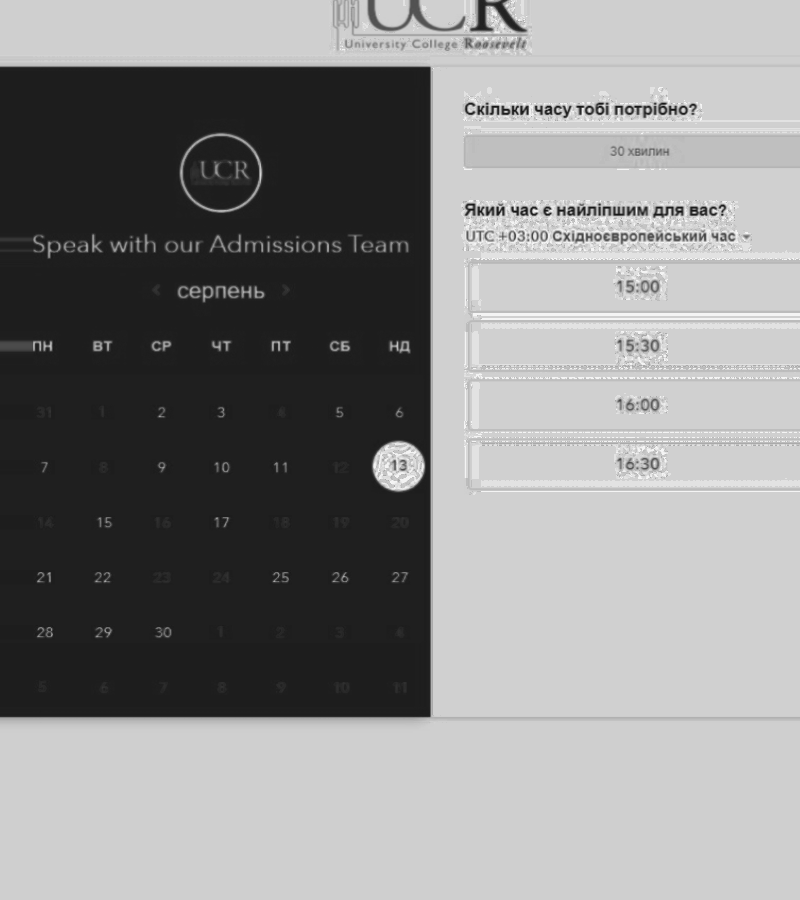 UCR
University College Roosevelt
UCR
Speak with our Admissions Team
серпень
ПН ВТ СР ЧТ ПТ СБ НД
31 1 2 3 4 5 6
7 8 9 10 11 12 13
14 15 16 17 18 19 20
21 22 23 24 25 26 27
28 29 30 1 2 3 4
5 6 7 8 9 10 11
Скільки часу тобі потрібно?
30 хвилин
Який час є найліпшим для вас?
UTC +03:00 Східноєвропейський час
15:00
15:30
16:00
16:30